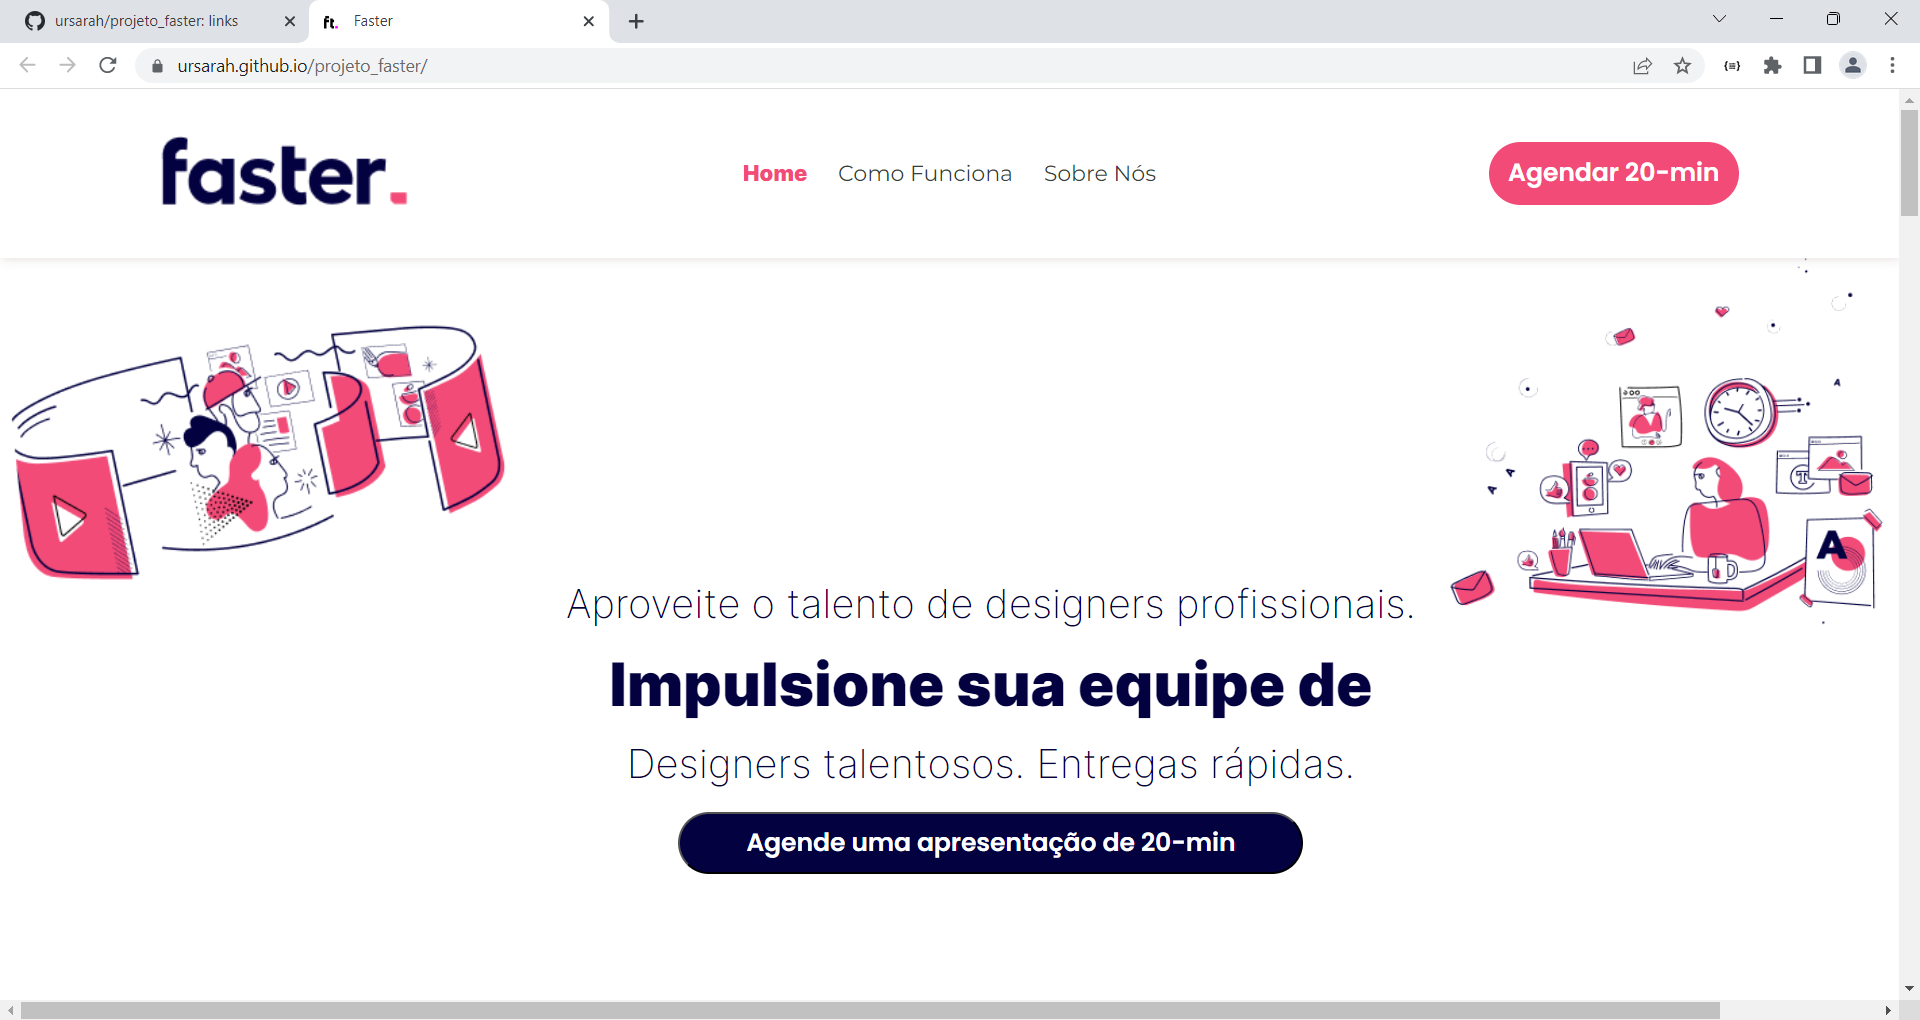 ursarah/projeto_faster: links
ft. Faster
ursarah.github.io/projeto_faster/
faster.
Home Como Funciona Sobre Nós
Agendar 20-min
A
T
A
A
A
Aproveite o talento de designers profissionais.
Impulsione sua equipe de
Designers talentosos. Entregas rápidas.
Agende uma apresentação de 20-min